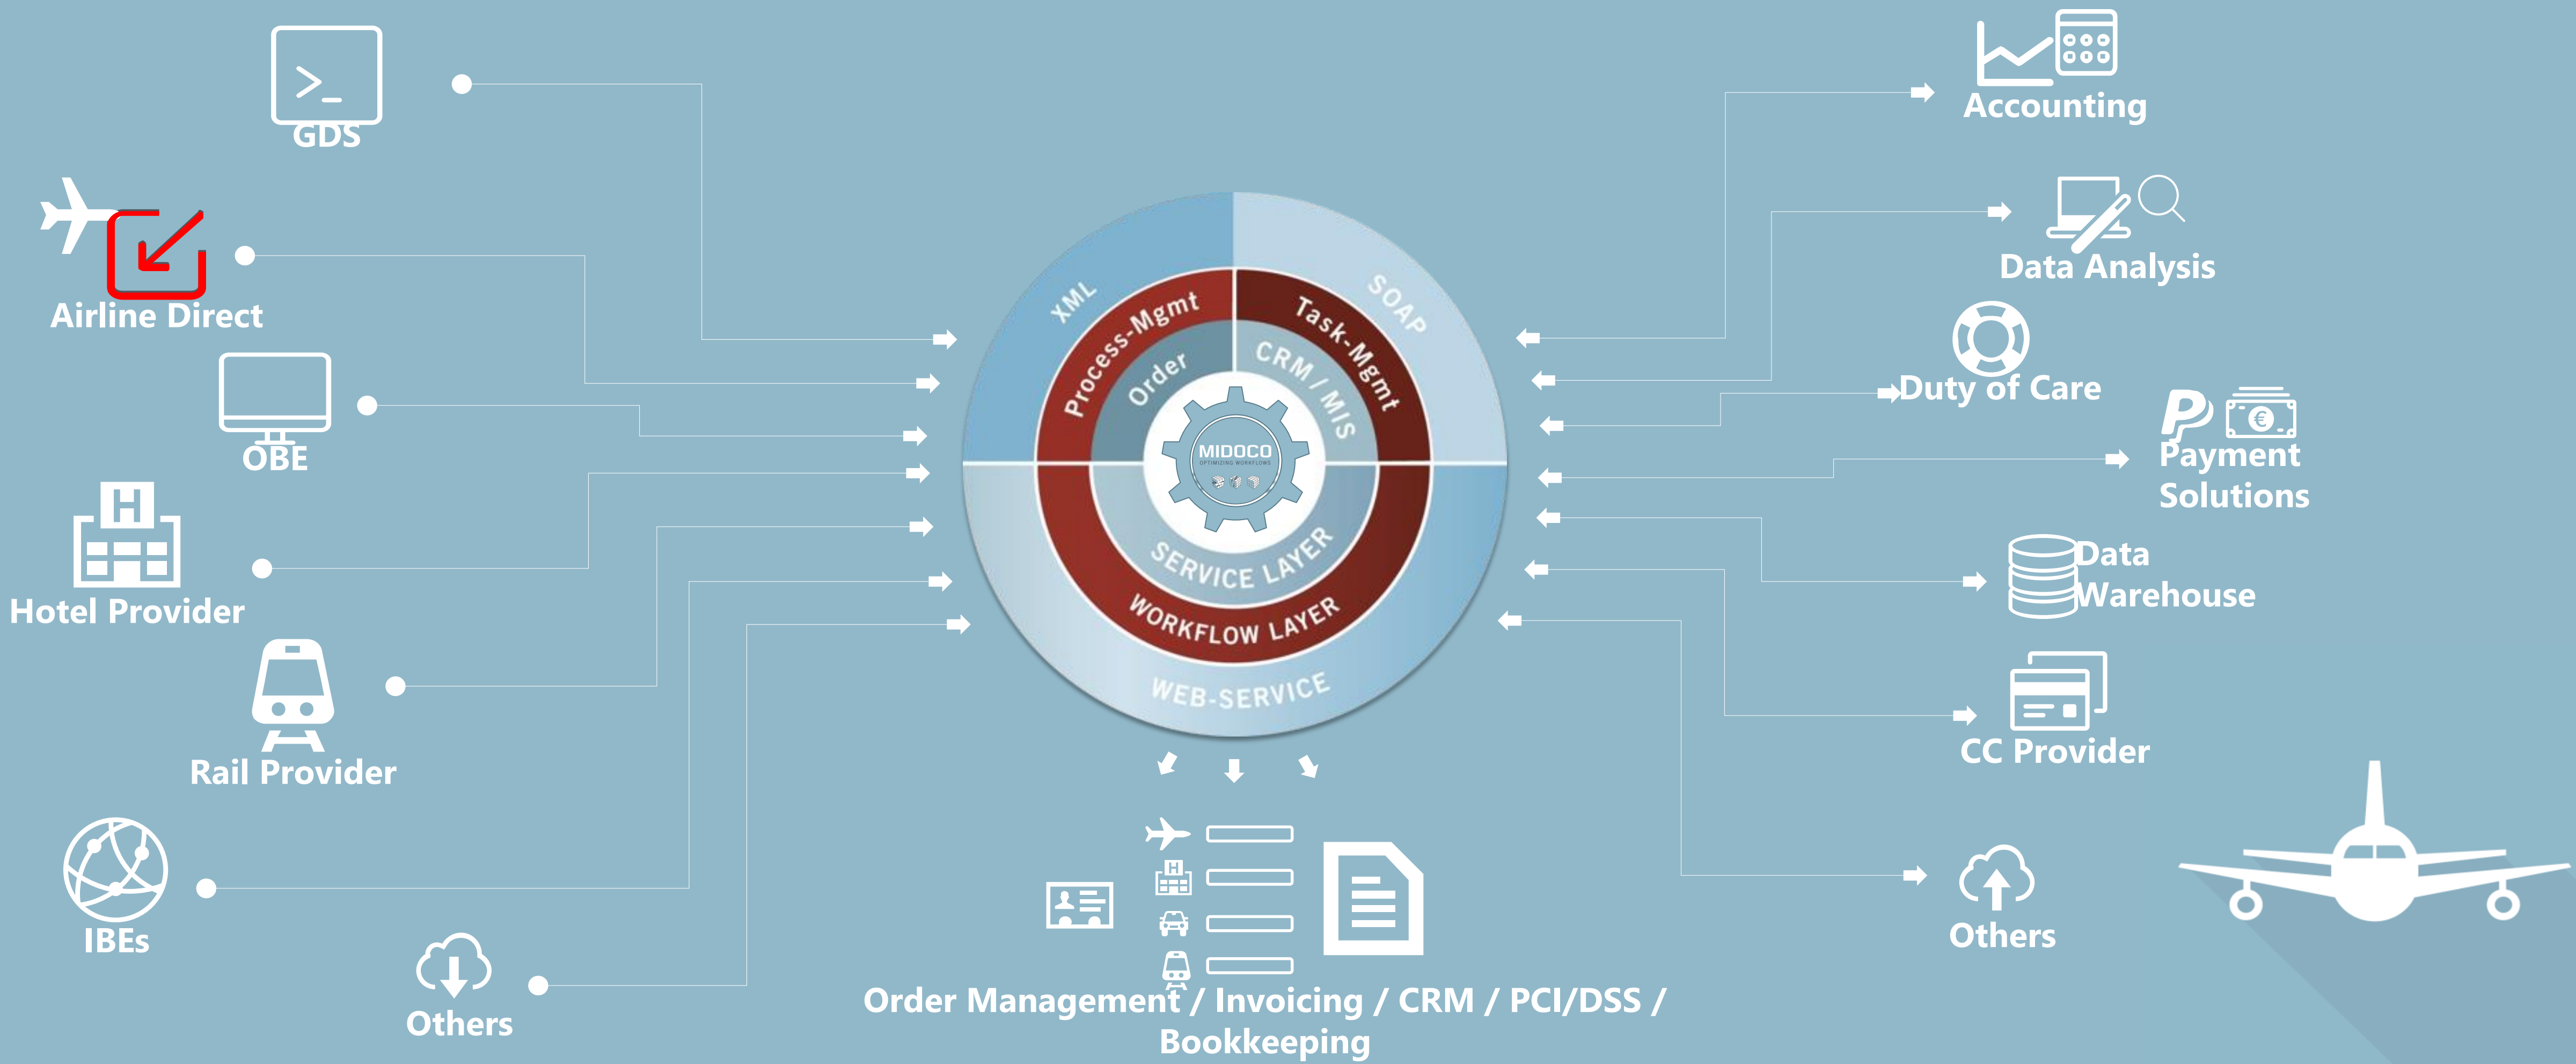 GDS
Airline Direct
OBE
Hotel Provider
Rail Provider
IBEs
Others
XML
SOAP
Process-Mgmt
Task-Mgmt
Order
CRM / MIS
MIDOCO
OPTIMIZING WORKFLOWS
SERVICE LAYER
WORKFLOW LAYER
WEB-SERVICE
H
H
Order Management / Invoicing / CRM / PCI/DSS /
Bookkeeping
Accounting
Data Analysis
Duty of Care
€
Payment
Solutions
Data
Warehouse
CC Provider
Others